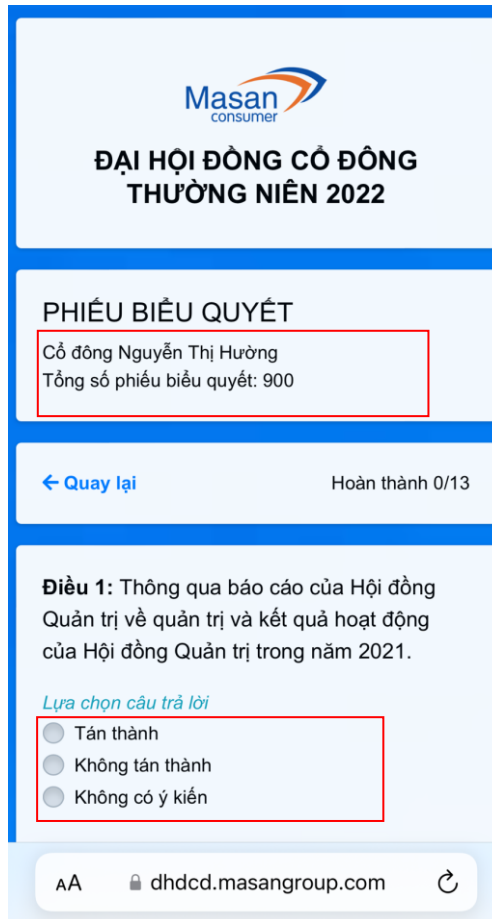 Masan
consumer
ĐẠI HỘI ĐỒNG CỔ ĐÔNG
THƯỜNG NIÊN 2022
PHIẾU BIỂU QUYẾT
Cổ đông Nguyễn Thị Hường
Tổng số phiếu biểu quyết: 900
← Quay lại
Hoàn thành 0/13
Điều 1: Thông qua báo cáo của Hội đồng
Quản trị về quản trị và kết quả hoạt động
của Hội đồng Quản trị trong năm 2021.
Lựa chọn câu trả lời
Tán thành
Không tán thành
Không có ý kiến
AA
dhdcd.masangroup.com